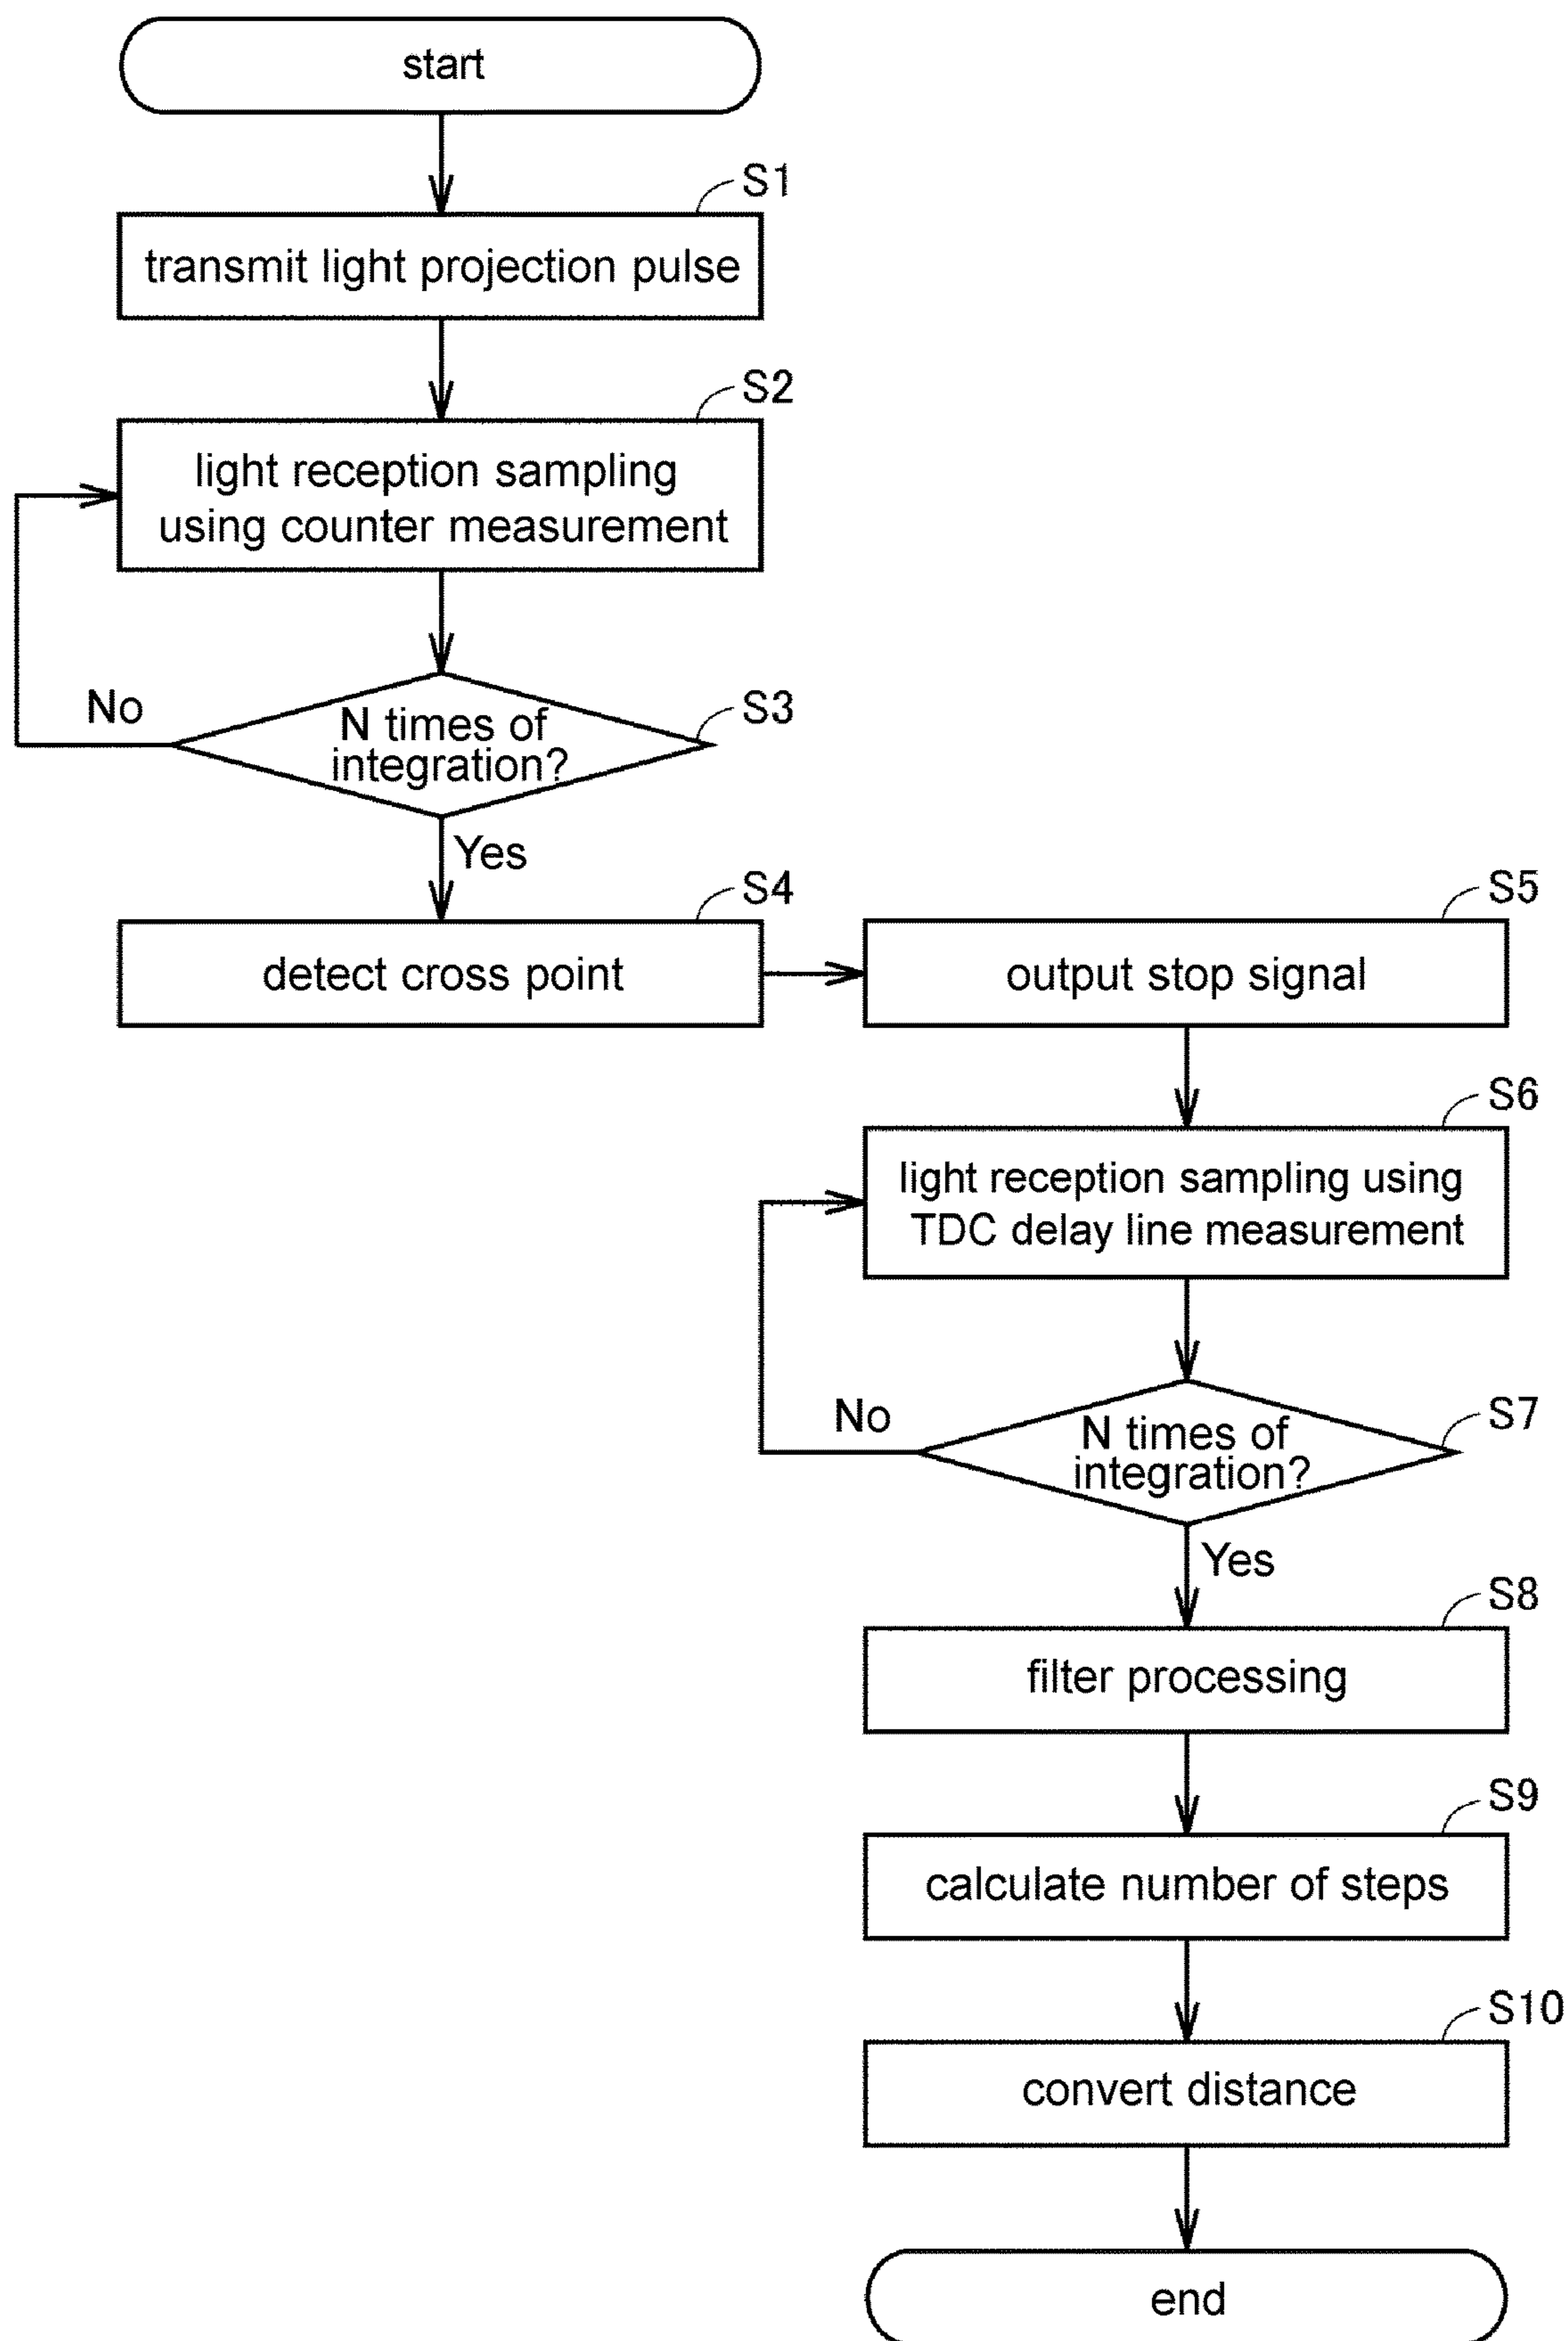 start
S1
transmit light projection pulse
S2
light reception sampling
using counter measurement
S3
No
N times of
integration?
Yes
S4
detect cross point
S5
output stop signal
S6
light reception sampling using
TDC delay line measurement
S7
No
N times of
integration?
Yes
S8
filter processing
S9
calculate number of steps
S10
convert distance
end